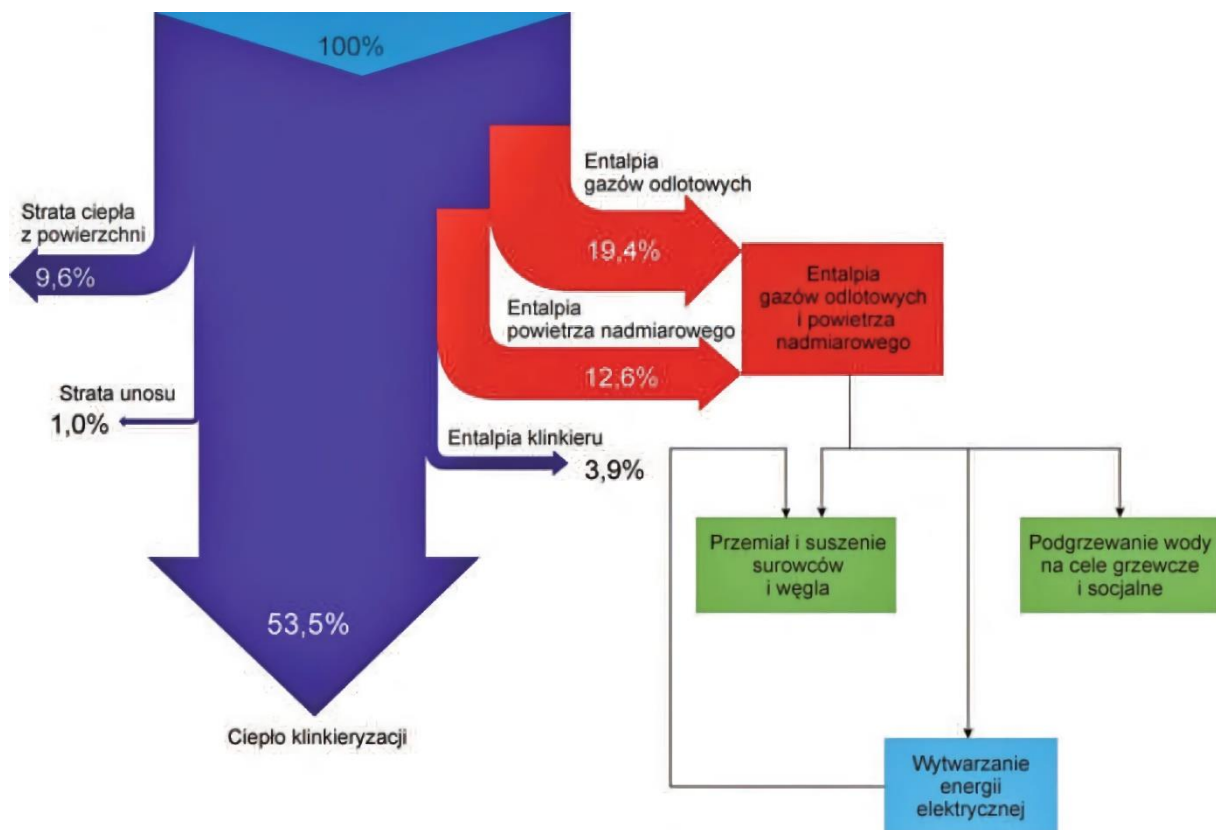 100%
Entalpia
gazów odlotowych
19,4%
Strata ciepła
z powierzchni
9,6%
Entalpia
gazów odlotowych
i powietrza
nadmiarowego
Entalpia
powietrza nadmiarowego
12,6%
Strata unosu
1,0%
Entalpia klinkieru
3,9%
Przemiał i suszenie
surowców
i węgla
Podgrzewanie wody
na cele grzewcze
i socjalne
53,5%
Ciepło klinkieryzacji
Wytwarzanie
energii
elektrycznej